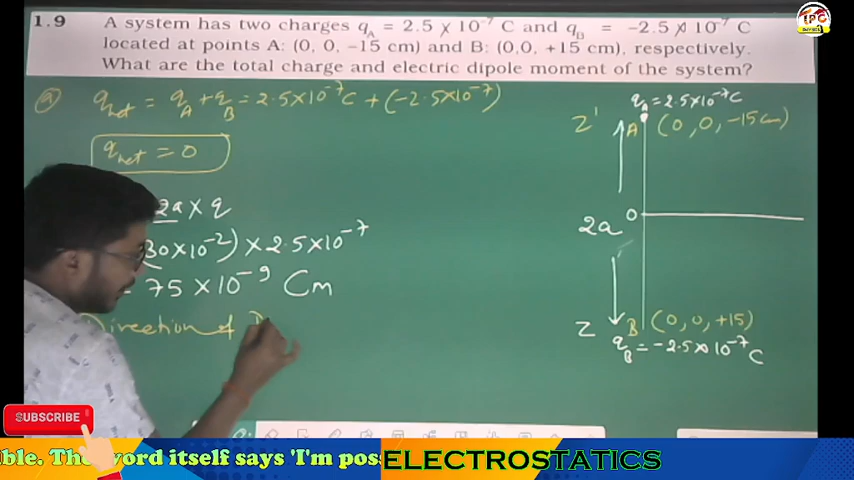 1.9 A system has two charges qA = 2.5 × 10⁻⁷ C and qB = −2.5 × 10⁻⁷ C
located at points A: (0, 0, −15 cm) and B: (0,0, +15 cm), respectively.
What are the total charge and electric dipole moment of the system?
IPC
(a) qnet = qA + qB = 2.5×10⁻⁷C + (−2.5×10⁻⁷)
qnet = 0
2a × q
30×10⁻²) × 2.5×10⁻⁷
= 75 × 10⁻⁹ Cm
Direction of
qA = 2.5×10⁻⁷C
Z' A (0, 0, −15cm)
2a O
Z B (0, 0, +15)
qB = −2.5×10⁻⁷ C
SUBSCRIBE
ble. The word itself says 'I'm pos
ELECTROSTATICS